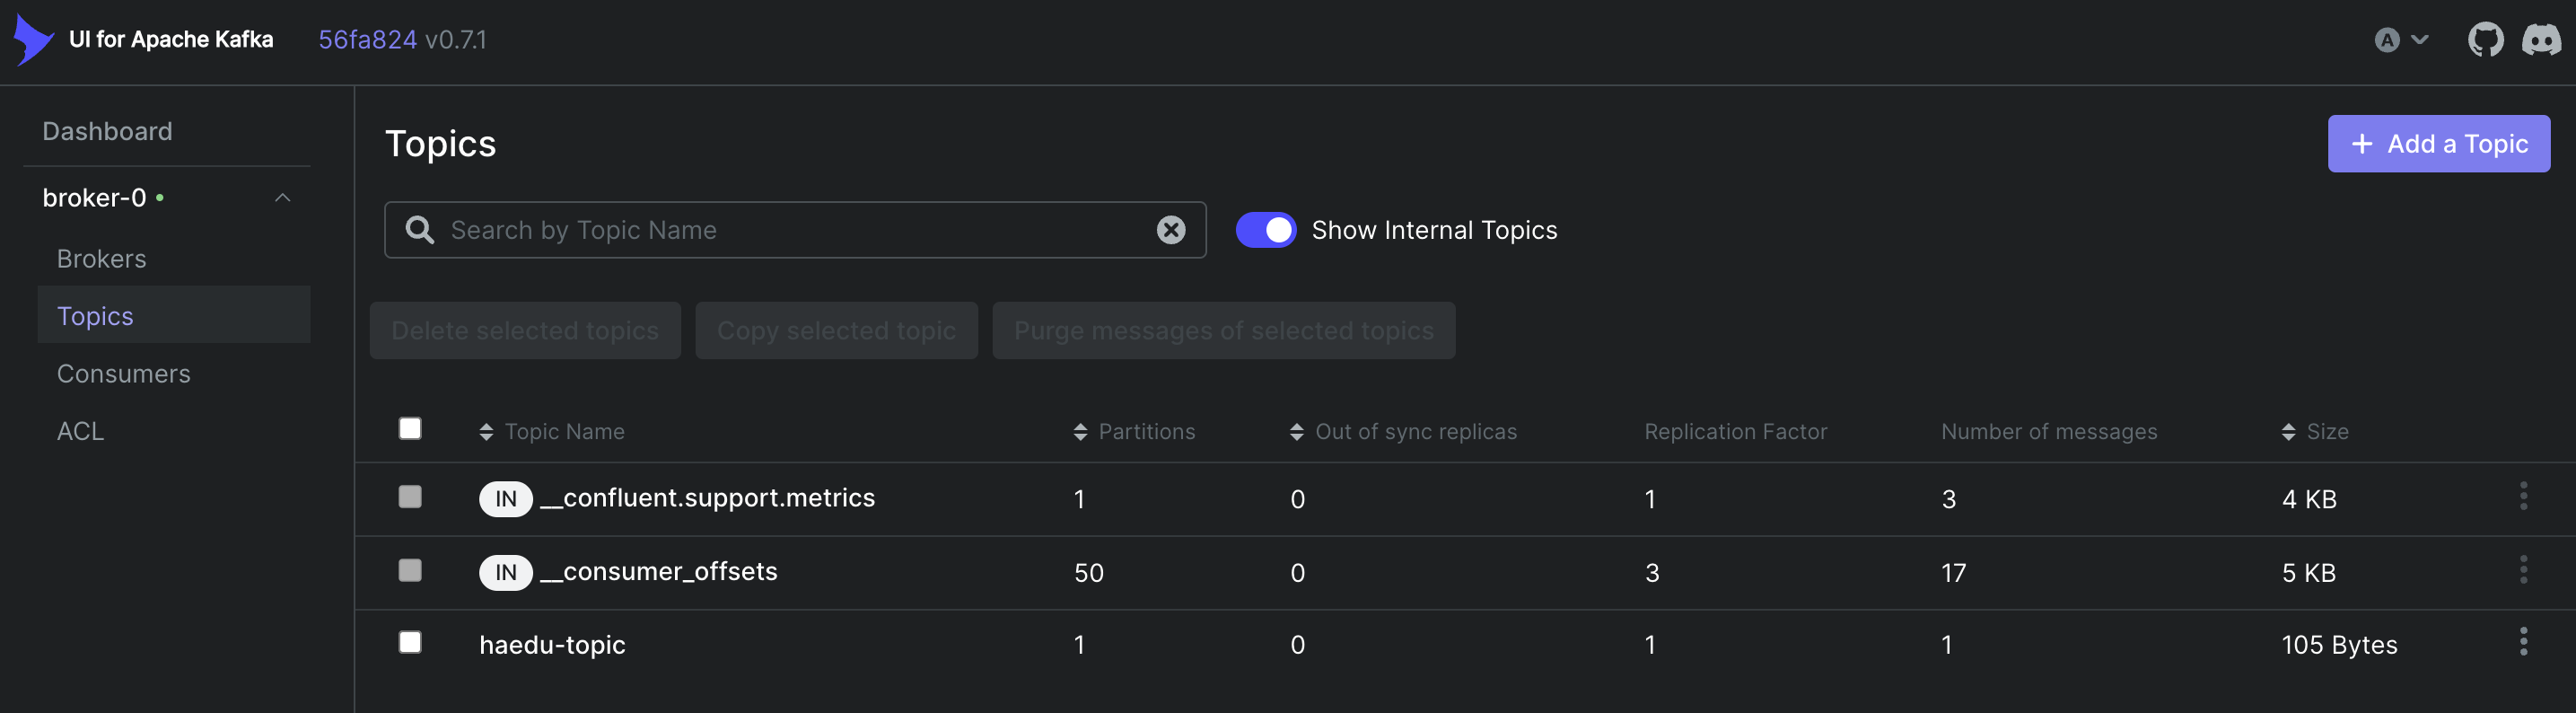 UI for Apache Kafka 56fa824 v0.7.1 A
Dashboard
broker-0
Brokers
Topics
Consumers
ACL
Topics
Add a Topic
Search by Topic Name
Show Internal Topics
Delete selected topics Copy selected topic Purge messages of selected topics
Topic Name Partitions Out of sync replicas Replication Factor Number of messages Size
IN __confluent.support.metrics 1 0 1 3 4 KB
IN __consumer_offsets 50 0 3 17 5 KB
haedu-topic 1 0 1 1 105 Bytes